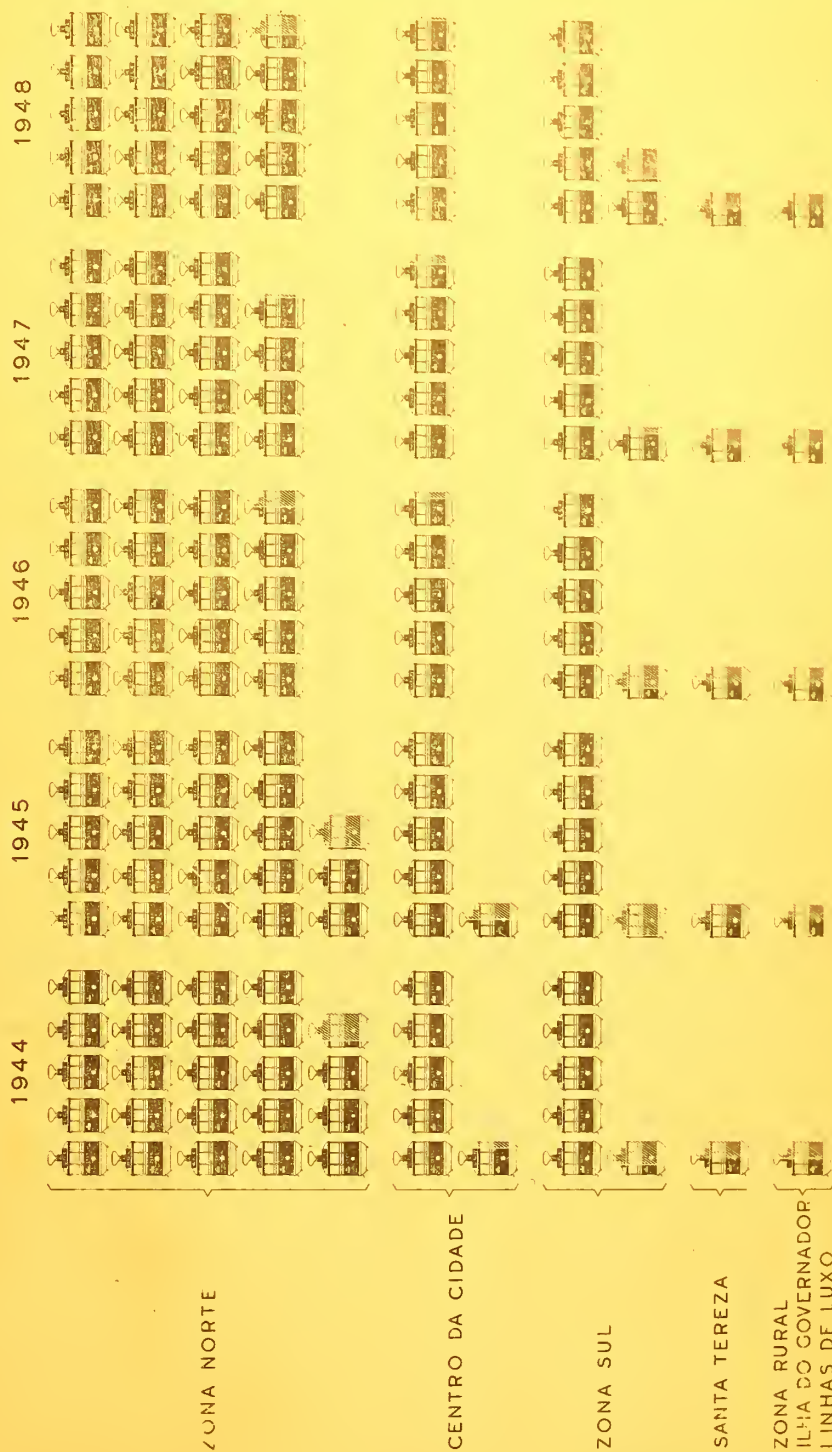 1944
1945
1946
1947
1948
ZONA NORTE
CENTRO DA CIDADE
ZONA SUL
SANTA TEREZA
ZONA RURAL
ILHA DO GOVERNADOR
LINHAS DE LUXO